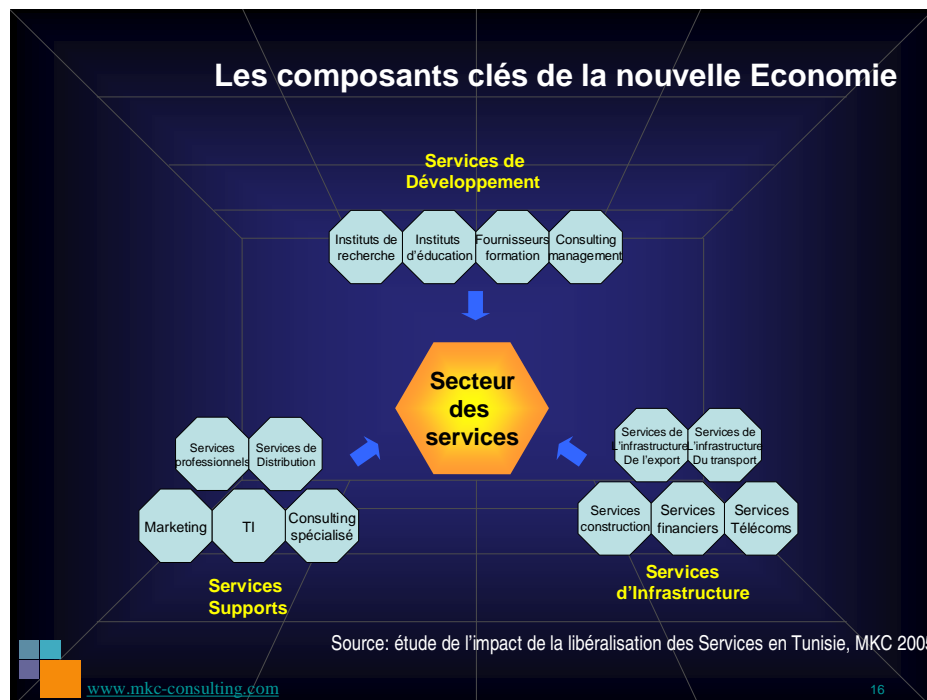 Les composants clés de la nouvelle Economie
Services de
Développement
Instituts de
recherche
Instituts
d'éducation
Fournisseurs
formation
Consulting
management
Secteur
des
services
Services
professionnels
Services de
Distribution
Marketing
TI
Consulting
spécialisé
Services
Supports
Services de
L'infrastructure
De l'export
Services de
L'infrastructure
Du transport
Services
construction
Services
financiers
Services
Télécoms
Services
d'Infrastructure
Source: étude de l'impact de la libéralisation des Services en Tunisie, MKC 2005
www.mkc-consulting.com
16